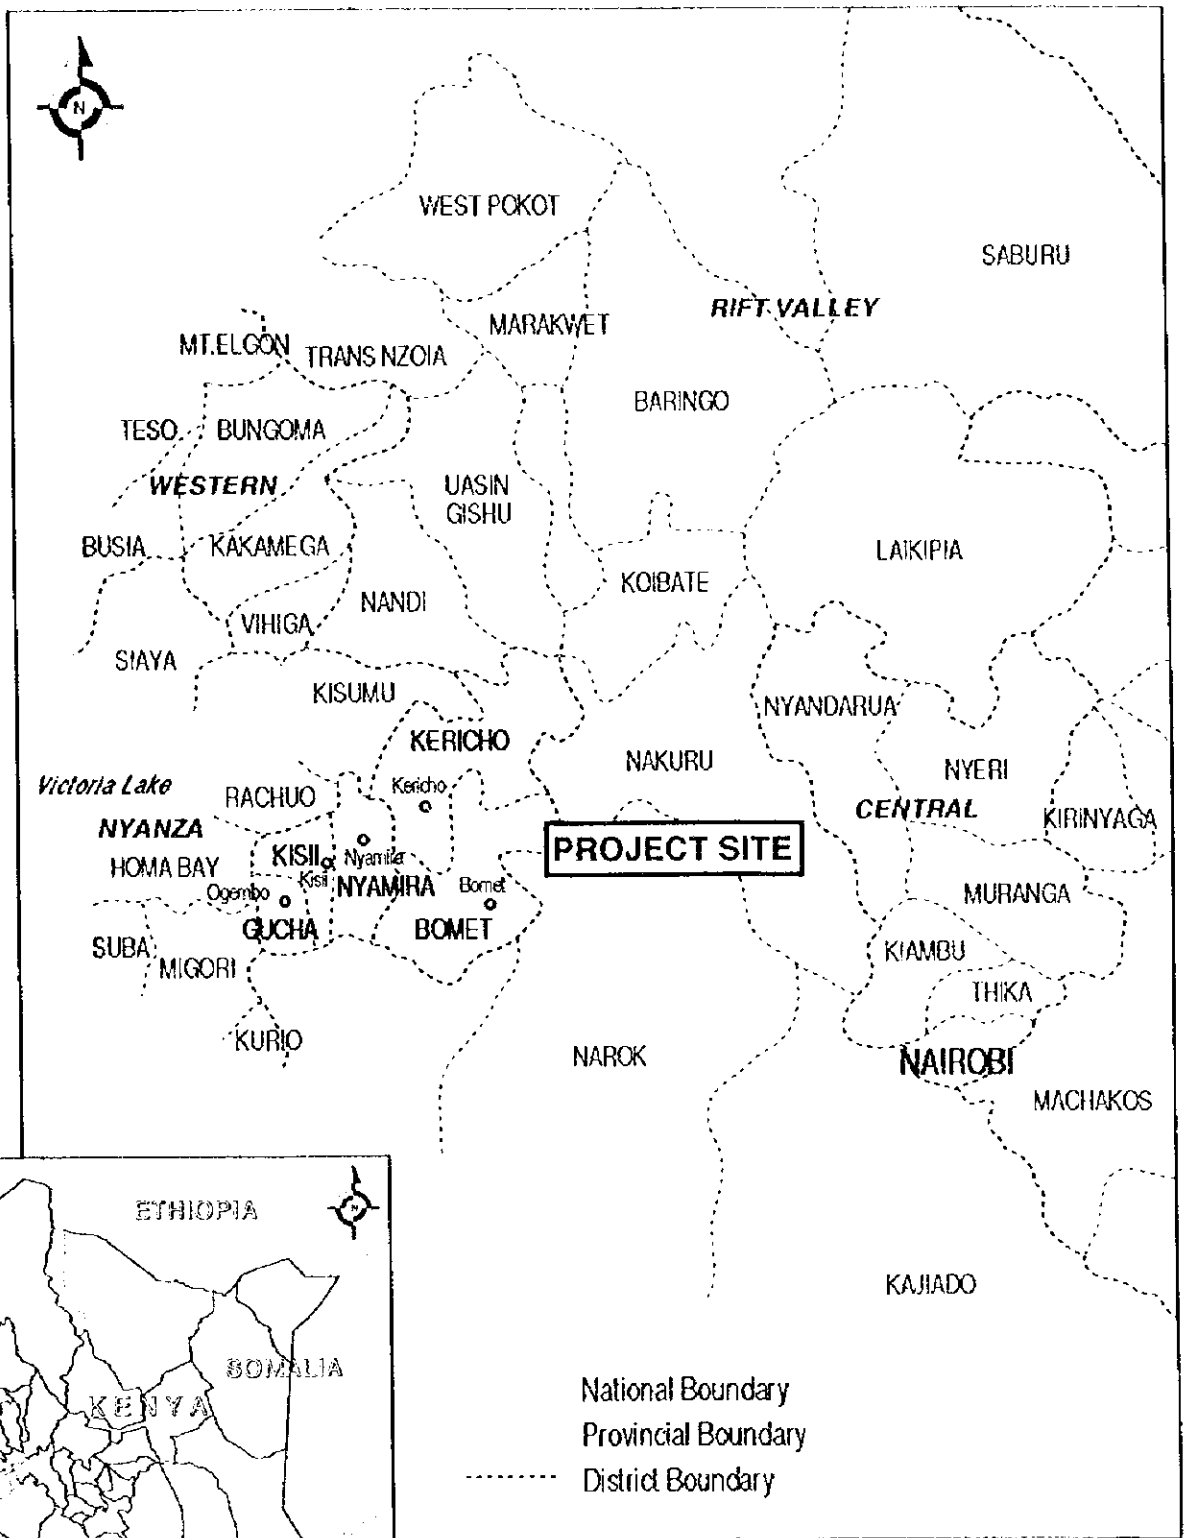 N
WEST POKOT
SABURU
RIFT VALLEY
MARAKWET
MT.ELGON
TRANS NZOIA
BARINGO
TESO
BUNGOMA
WESTERN
UASIN
GISHU
BUSIA
KAKAMEGA
LAIKIPIA
KOIBATE
NANDI
VIHIGA
SIAYA
KISUMU
NYANDARUA
KERICHO
NAKURU
NYERI
Victoria Lake
RACHUO
Kericho
CENTRAL
KIRINYAGA
NYANZA
PROJECT SITE
KISII
Nyamira
HOMA BAY
Kisii
NYAMIRA
Bomet
Ogembo
MURANGA
GUCHA
BOMET
SUBA
MIGORI
KIAMBU
THIKA
KURIO
NAROK
NAIROBI
MACHAKOS
N
ETHIOPIA
KAJIADO
SOMALIA
KENYA
National Boundary
Provincial Boundary
District Boundary